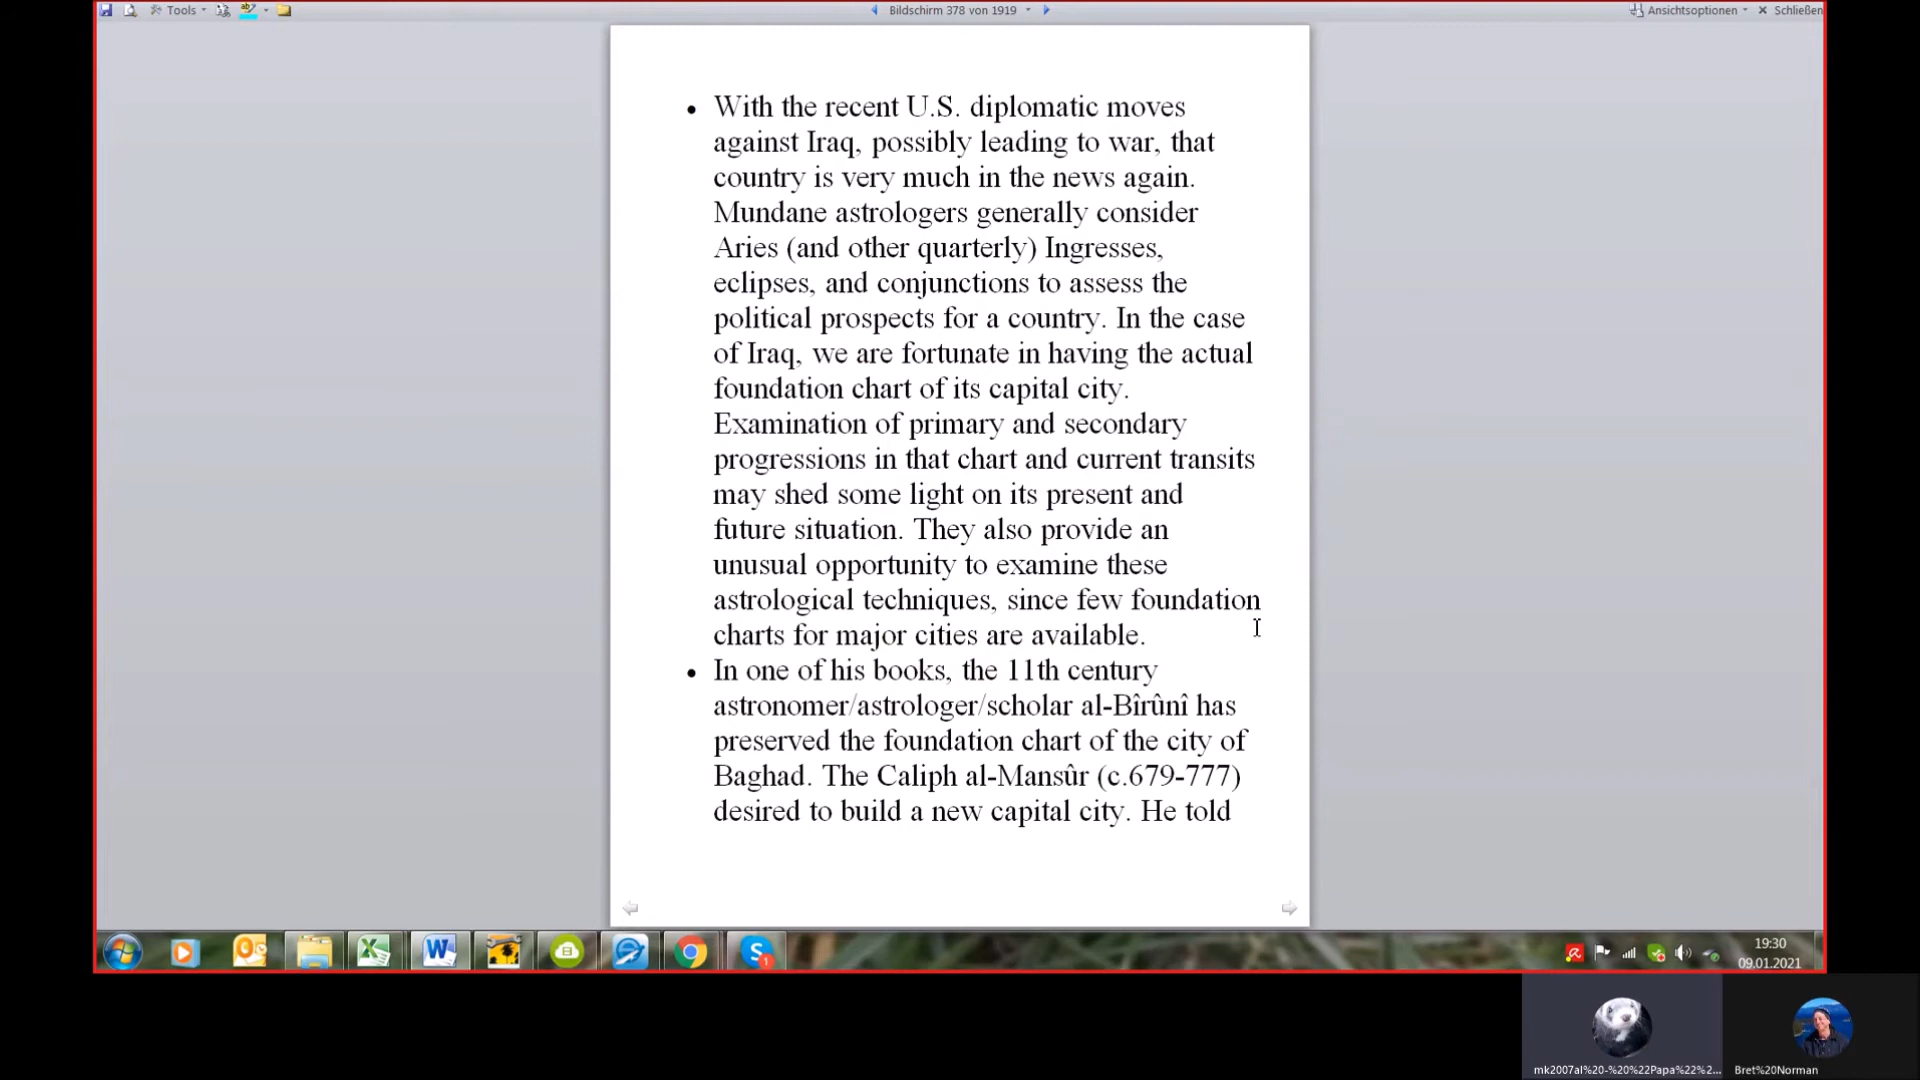 Tools
Bildschirm 378 von 1919
Ansichtsoptionen
Schließen
• With the recent U.S. diplomatic moves
against Iraq, possibly leading to war, that
country is very much in the news again.
Mundane astrologers generally consider
Aries (and other quarterly) Ingresses,
eclipses, and conjunctions to assess the
political prospects for a country. In the case
of Iraq, we are fortunate in having the actual
foundation chart of its capital city.
Examination of primary and secondary
progressions in that chart and current transits
may shed some light on its present and
future situation. They also provide an
unusual opportunity to examine these
astrological techniques, since few foundation
charts for major cities are available.
• In one of his books, the 11th century
astronomer/astrologer/scholar al-Bîrûnî has
preserved the foundation chart of the city of
Baghad. The Caliph al-Mansûr (c.679-777)
desired to build a new capital city. He told
19:30
09.01.2021
mk2007al%20-%20%22Papa%22%2...
Bret%20Norman